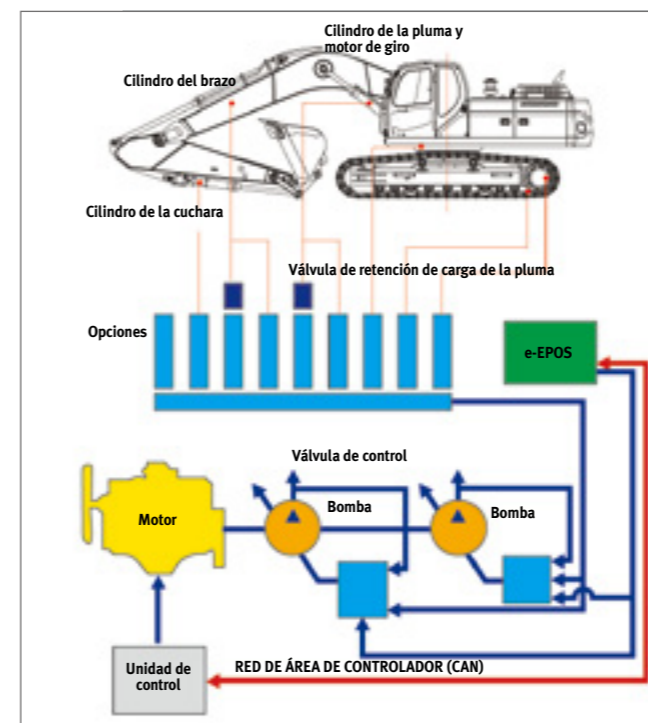 Cilindro de la pluma y
motor de giro
Cilindro del brazo
Cilindro de la cuchara
Válvula de retención de carga de la pluma
Opciones
e-EPOS
Válvula de control
Motor
Bomba
Bomba
Unidad de
control
RED DE ÁREA DE CONTROLADOR (CAN)